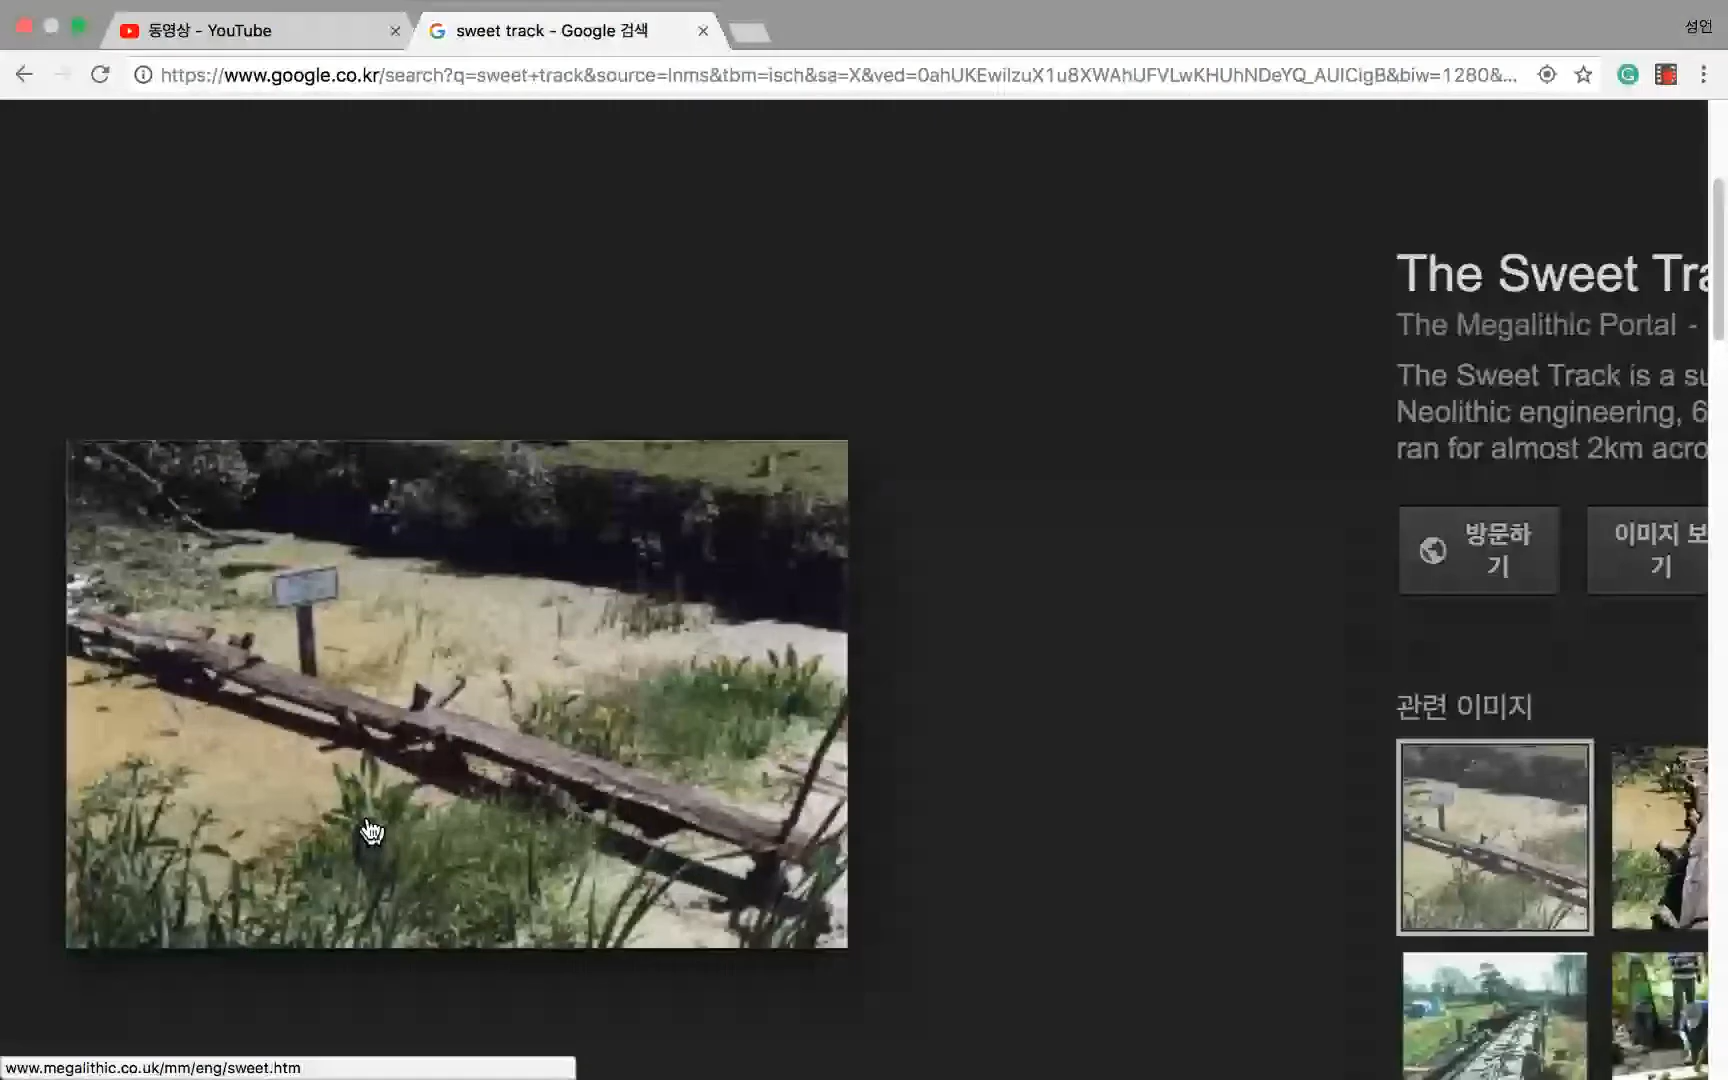 동영상 - YouTube
sweet track - Google 검색
성언
https://www.google.co.kr/search?q=sweet+track&source=lnms&tbm=isch&sa=X&ved=0ahUKEwiIzuX1u8XWAhUFVLwKHUhNDeYQ_AUICigB&biw=1280&...
The Sweet Tra
The Megalithic Portal -
The Sweet Track is a su
Neolithic engineering, 6
ran for almost 2km acro
방문하
기
이미지 보
기
관련 이미지
www.megalithic.co.uk/mm/eng/sweet.htm